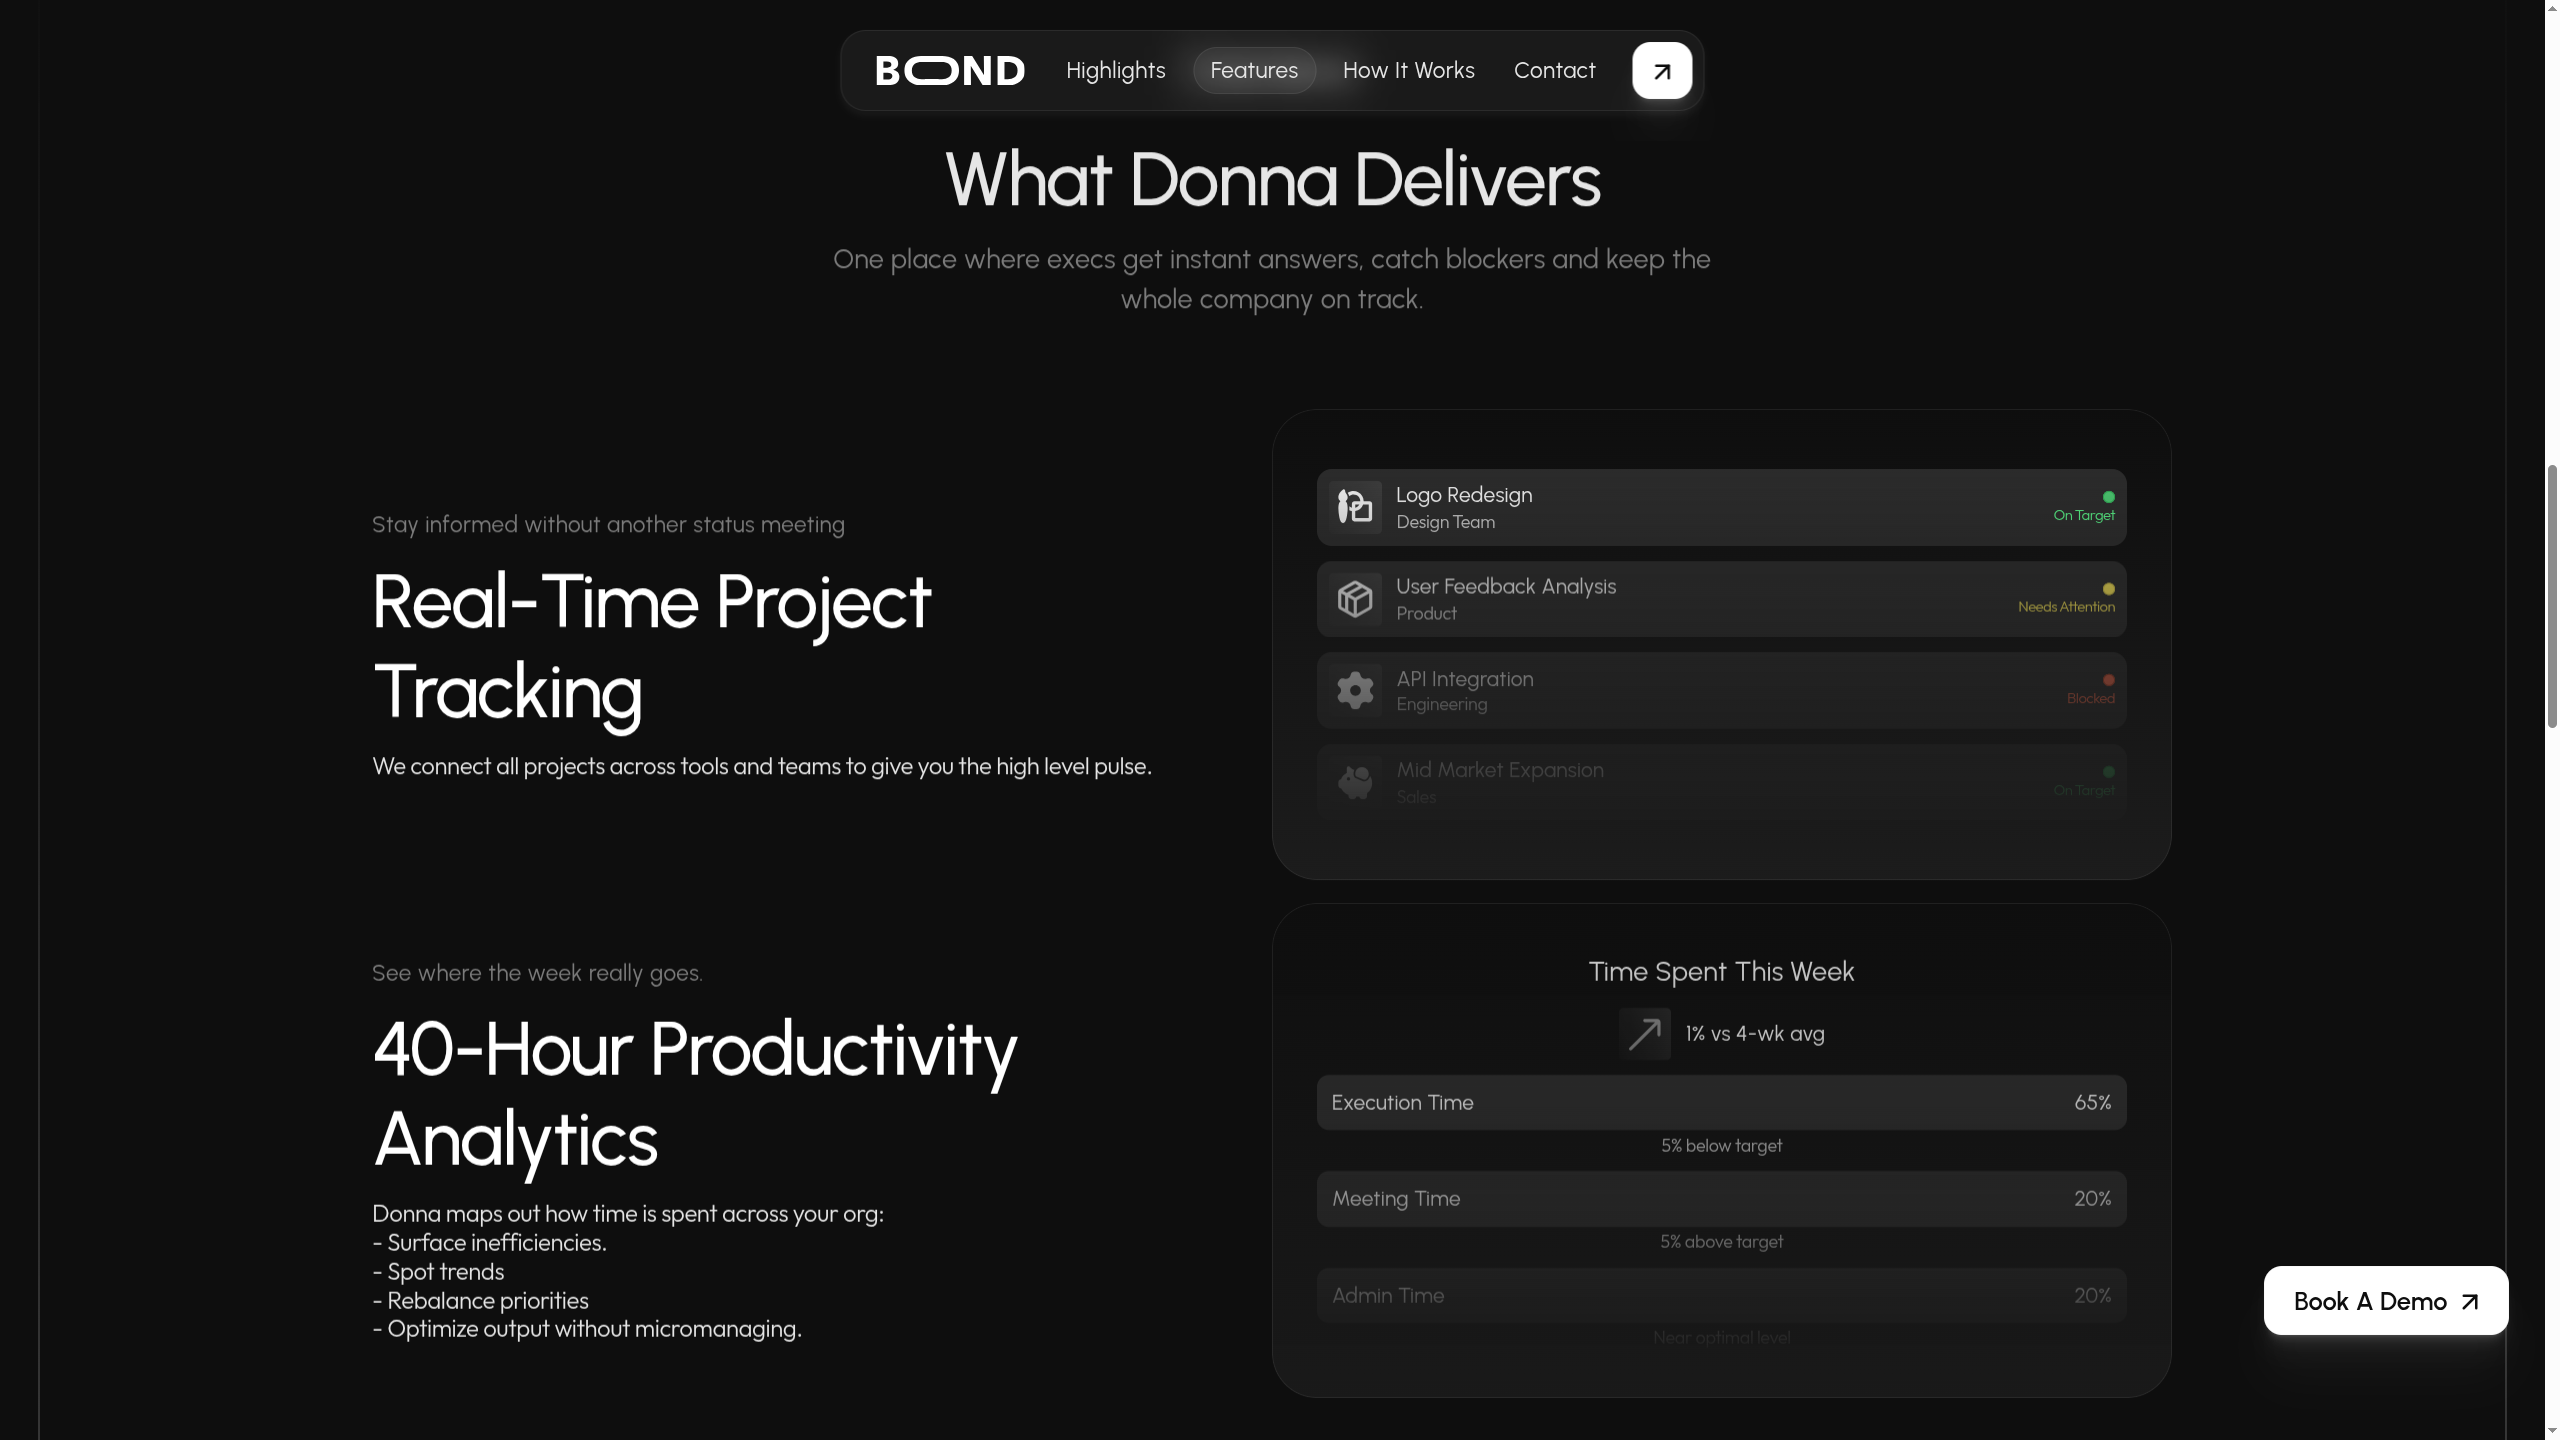 BOND
Highlights
Features
How It Works
Contact
What Donna Delivers
One place where execs get instant answers, catch blockers and keep the
whole company on track.
Stay informed without another status meeting
Real-Time Project
Tracking
We connect all projects across tools and teams to give you the high level pulse.
Logo Redesign
Design Team
On Target
User Feedback Analysis
Product
Needs Attention
API Integration
Engineering
Blocked
Mid Market Expansion
Sales
On Target
See where the week really goes.
40-Hour Productivity
Analytics
Donna maps out how time is spent across your org:
- Surface inefficiencies.
- Spot trends
- Rebalance priorities
- Optimize output without micromanaging.
Time Spent This Week
1% vs 4-wk avg
Execution Time 65%
5% below target
Meeting Time 20%
5% above target
Admin Time 20%
Near optimal level
Book A Demo